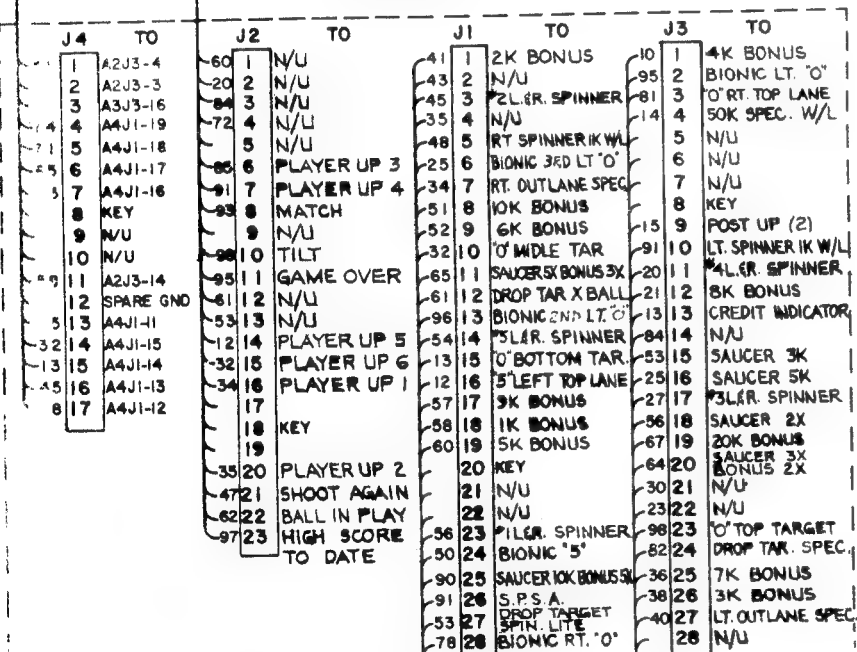 J4 TO
1 A2J3-4
2 A2J3-3
3 A3J3-16
4 4 A4J1-19
5 A4J1-18
5 6 A4J1-17
5 7 A4J1-16
8 KEY
9 N/U
10 N/U
11 A2J3-14
12 SPARE GND
5 13 A4J1-11
32 14 A4J1-15
13 15 A4J1-14
45 16 A4J1-13
8 17 A4J1-12
J2 TO
60 1 N/U
20 2 N/U
84 3 N/U
72 4 N/U
5 N/U
85 6 PLAYER UP 3
91 7 PLAYER UP 4
93 8 MATCH
9 N/U
98 10 TILT
95 11 GAME OVER
61 12 N/U
53 13 N/U
12 14 PLAYER UP 5
32 15 PLAYER UP 6
34 16 PLAYER UP 1
17
18 KEY
19
35 20 PLAYER UP 2
47 21 SHOOT AGAIN
62 22 BALL IN PLAY
97 23 HIGH SCORE
TO DATE
J1 TO
41 1 2K BONUS
43 2 N/U
45 3 #2 L.&R. SPINNER
35 4 N/U
48 5 RT SPINNER 1K W/L
25 6 BIONIC 3RD LT "O"
34 7 RT. OUTLANE SPEC
51 8 10K BONUS
52 9 6K BONUS
32 10 "O" MIDLE TAR
65 11 SAUCER 5X BONUS 3X
61 12 DROP TAR X BALL
96 13 BIONIC 2ND LT. "O"
54 14 #5 L&R. SPINNER
13 15 "O" BOTTOM TAR.
12 16 "5" LEFT TOP LANE
57 17 9K BONUS
58 18 1K BONUS
60 19 5K BONUS
20 KEY
21 N/U
22 N/U
56 23 #1 L&R. SPINNER
50 24 BIONIC "5"
90 25 SAUCER 10K BONUS 5X
91 26 S.P.S.A.
53 27 DROP TARGET
SPIN. LITE
78 28 BIONIC RT. "O"
J3 TO
10 1 4K BONUS
95 2 BIONIC LT. "O"
81 3 "O" RT. TOP LANE
14 4 50K SPEC. W/L
5 N/U
6 N/U
7 N/U
8 KEY
15 9 POST UP (2)
91 10 LT. SPINNER 1K W/L
20 11 #4 L.&R. SPINNER
21 12 8K BONUS
13 13 CREDIT INDICATOR
84 14 N/U
53 15 SAUCER 3K
25 16 SAUCER 5K
27 17 #3 L&R. SPINNER
56 18 SAUCER 2X
67 19 20K BONUS
64 20 SAUCER 3X
BONUS 2X
30 21 N/U
23 22 N/U
98 23 "O" TOP TARGET
82 24 DROP TAR. SPEC.
36 25 7K BONUS
38 26 3K BONUS
40 27 LT. OUTLANE SPEC.
28 N/U